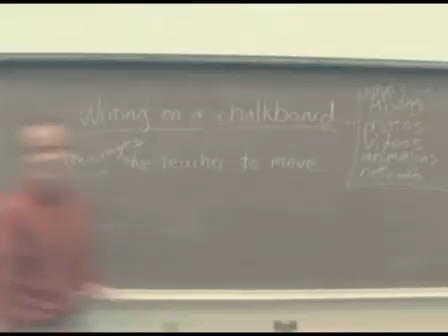 Writing on a chalkboard ...
the teacher to move
photos
videos
animations